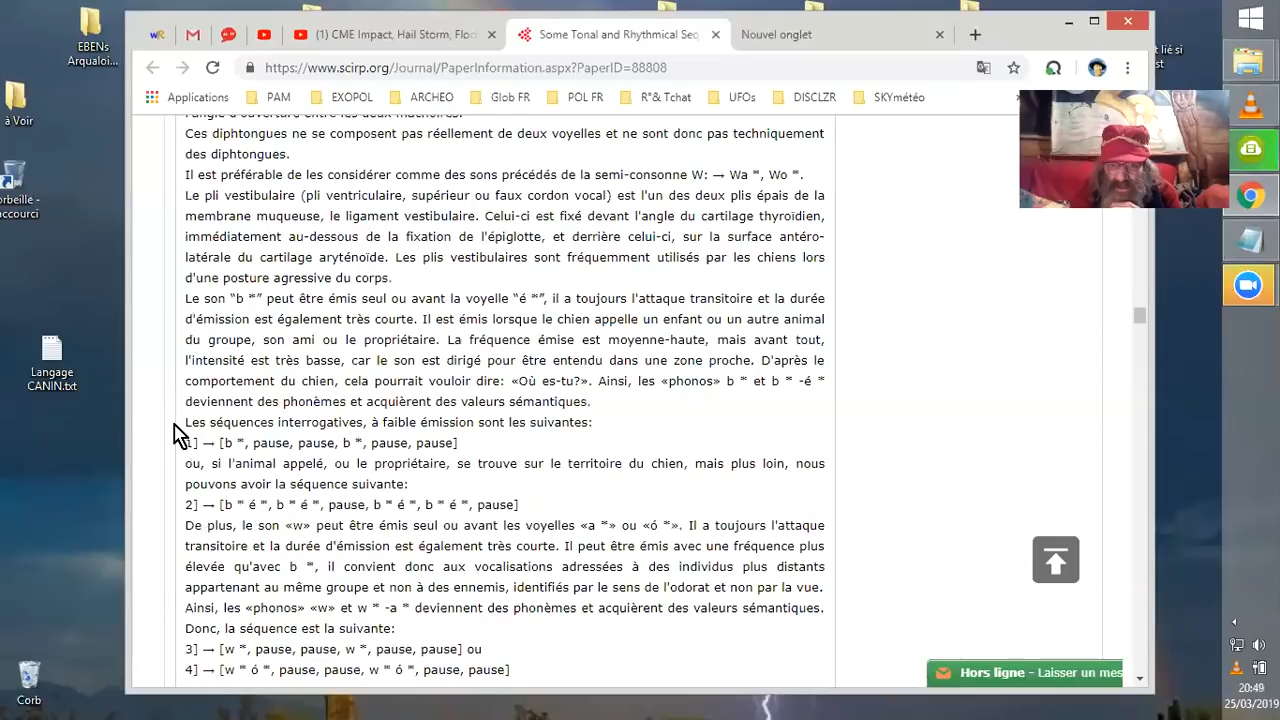 EBENs
Arqualoi...
à Voir
orbeille -
accourci
Langage
CANIN.txt
Corb
(1) CME Impact, Hail Storm, Floo
Some Tonal and Rhythmical Seq
Nouvel onglet
https://www.scirp.org/Journal/PaperInformation.aspx?PaperID=88808
Applications PAM EXOPOL ARCHEO Glob FR POL FR R°& Tchat UFOs DISCLZR SKYmétéo
l'angle d'ouverture entre les deux mâchoires.
Ces diphtongues ne se composent pas réellement de deux voyelles et ne sont donc pas techniquement
des diphtongues.
Il est préférable de les considérer comme des sons précédés de la semi-consonne W: → Wa *, Wo *.
Le pli vestibulaire (pli ventriculaire, supérieur ou faux cordon vocal) est l'un des deux plis épais de la
membrane muqueuse, le ligament vestibulaire. Celui-ci est fixé devant l'angle du cartilage thyroïdien,
immédiatement au-dessous de la fixation de l'épiglotte, et derrière celui-ci, sur la surface antéro-
latérale du cartilage aryténoïde. Les plis vestibulaires sont fréquemment utilisés par les chiens lors
d'une posture agressive du corps.
Le son “b *” peut être émis seul ou avant la voyelle “é *”, il a toujours l'attaque transitoire et la durée
d'émission est également très courte. Il est émis lorsque le chien appelle un enfant ou un autre animal
du groupe, son ami ou le propriétaire. La fréquence émise est moyenne-haute, mais avant tout,
l'intensité est très basse, car le son est dirigé pour être entendu dans une zone proche. D'après le
comportement du chien, cela pourrait vouloir dire: «Où es-tu?». Ainsi, les «phonos» b * et b * -é *
deviennent des phonèmes et acquièrent des valeurs sémantiques.
Les séquences interrogatives, à faible émission sont les suivantes:
1] → [b *, pause, pause, b *, pause, pause]
ou, si l'animal appelé, ou le propriétaire, se trouve sur le territoire du chien, mais plus loin, nous
pouvons avoir la séquence suivante:
2] → [b * é *, b * é *, pause, b * é *, b * é *, pause]
De plus, le son «w» peut être émis seul ou avant les voyelles «a *» ou «ó *». Il a toujours l'attaque
transitoire et la durée d'émission est également très courte. Il peut être émis avec une fréquence plus
élevée qu'avec b *, il convient donc aux vocalisations adressées à des individus plus distants
appartenant au même groupe et non à des ennemis, identifiés par le sens de l'odorat et non par la vue.
Ainsi, les «phonos» «w» et w * -a * deviennent des phonèmes et acquièrent des valeurs sémantiques.
Donc, la séquence est la suivante:
3] → [w *, pause, pause, w *, pause, pause] ou
4] → [w * ó *, pause, pause, w * ó *, pause, pause]
Hors ligne - Laisser un mes
lié si
st
20:49
25/03/2019